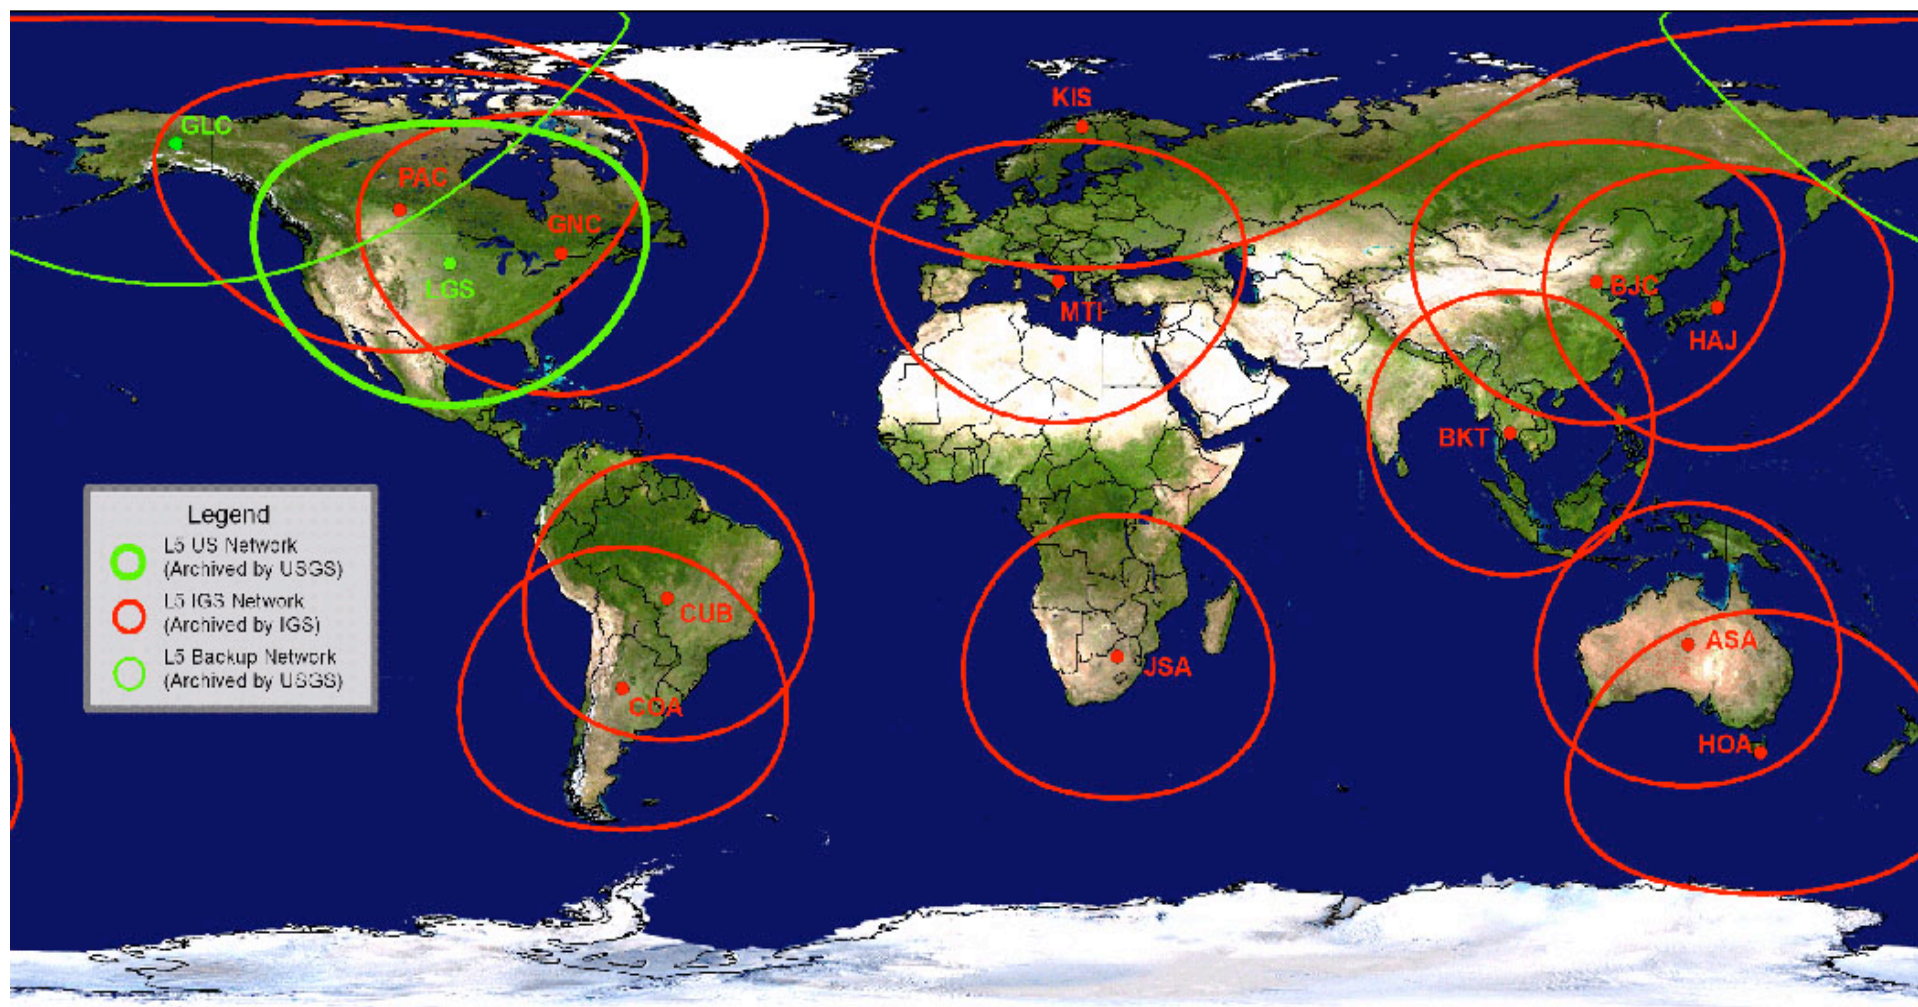 KIS
GLC
PAC
GNC
LGS
MTI
BJC
HAJ
BKT
Legend
L5 US Network
(Archived by USGS)
L5 IGS Network
(Archived by IGS)
L5 Backup Network
(Archived by USGS)
CUB
COA
JSA
ASA
HOA